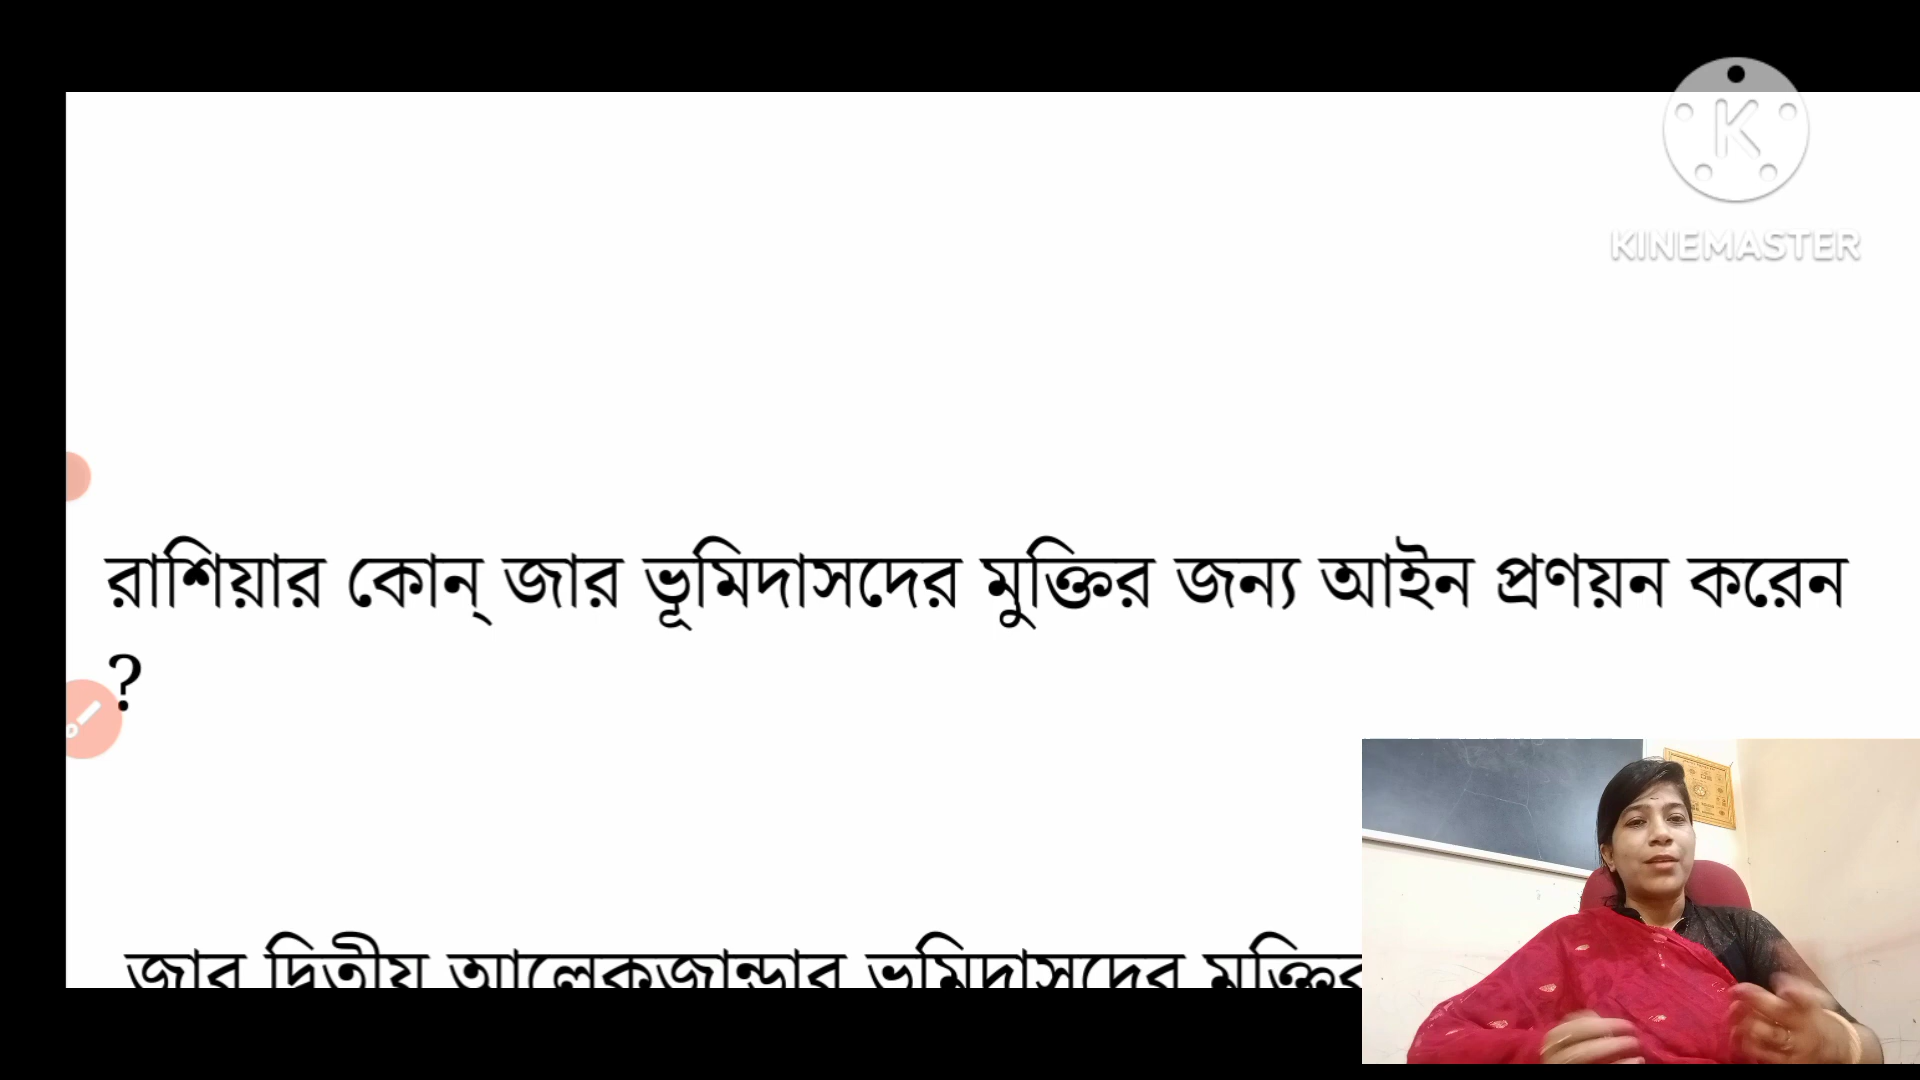 K
KINEMASTER
রাশিয়ার কোন্ জার ভূমিদাসদের মুক্তির জন্য আইন প্রণয়ন করেন
?
জার দ্বিতীয় আলেকজান্ডার ভূমিদাসদের মুক্তির